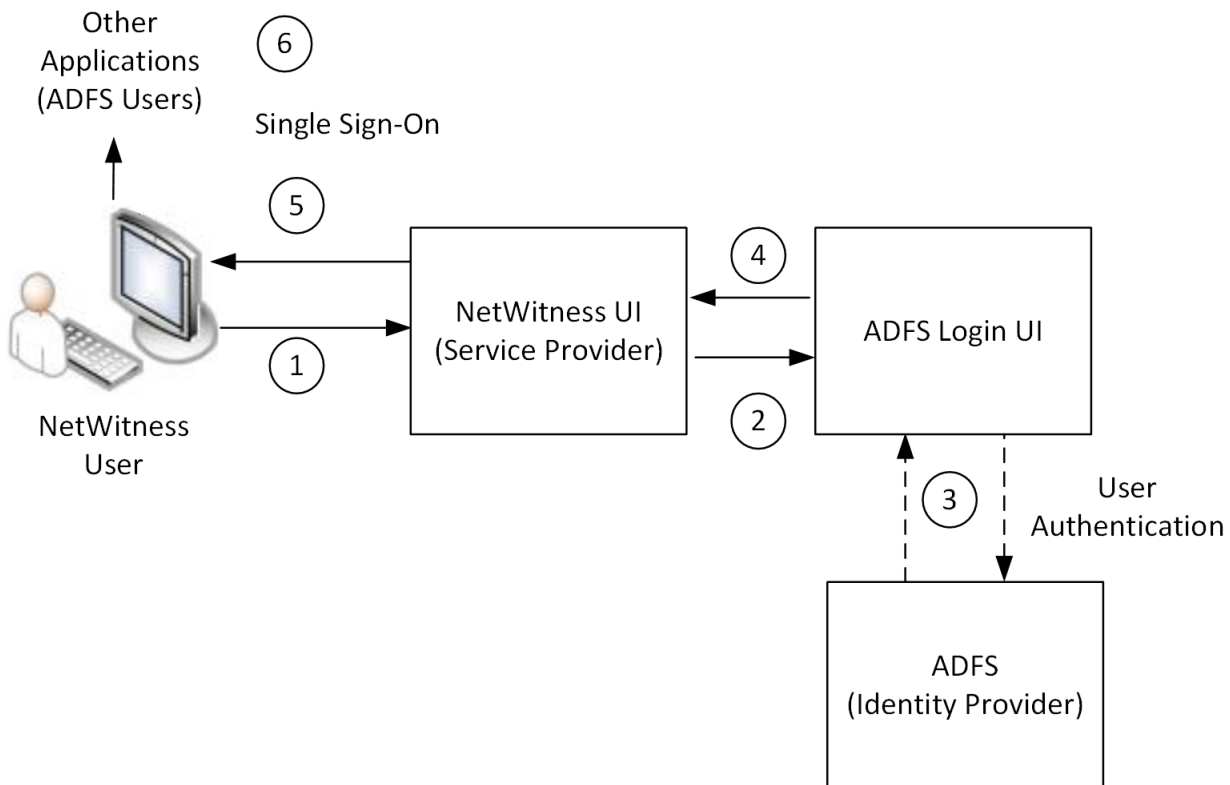 Other
Applications
(ADFS Users)
6
Single Sign-On
5
4
NetWitness UI
(Service Provider)
ADFS Login UI
1
2
NetWitness
User
3
User
Authentication
ADFS
(Identity Provider)